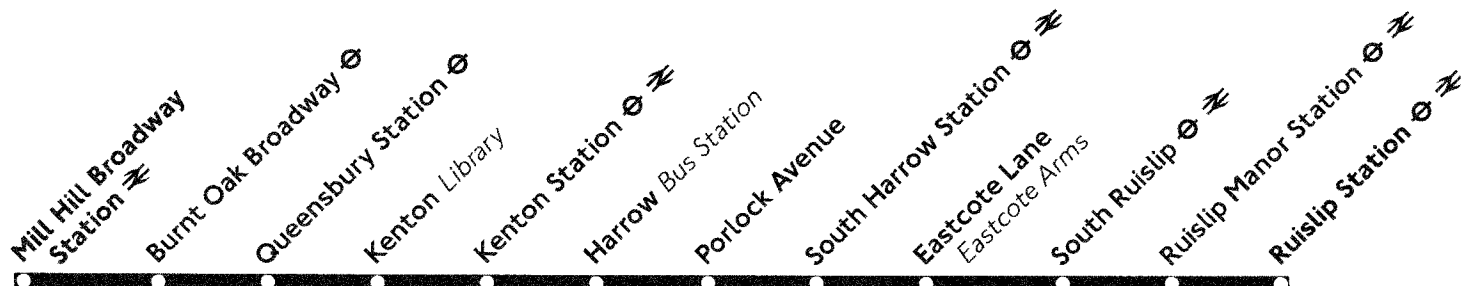 Mill Hill Broadway
Station
Burnt Oak Broadway
Queensbury Station
Kenton Library
Kenton Station
Harrow Bus Station
Porlock Avenue
South Harrow Station
Eastcote Lane
Eastcote Arms
South Ruislip
Ruislip Manor Station
Ruislip Station